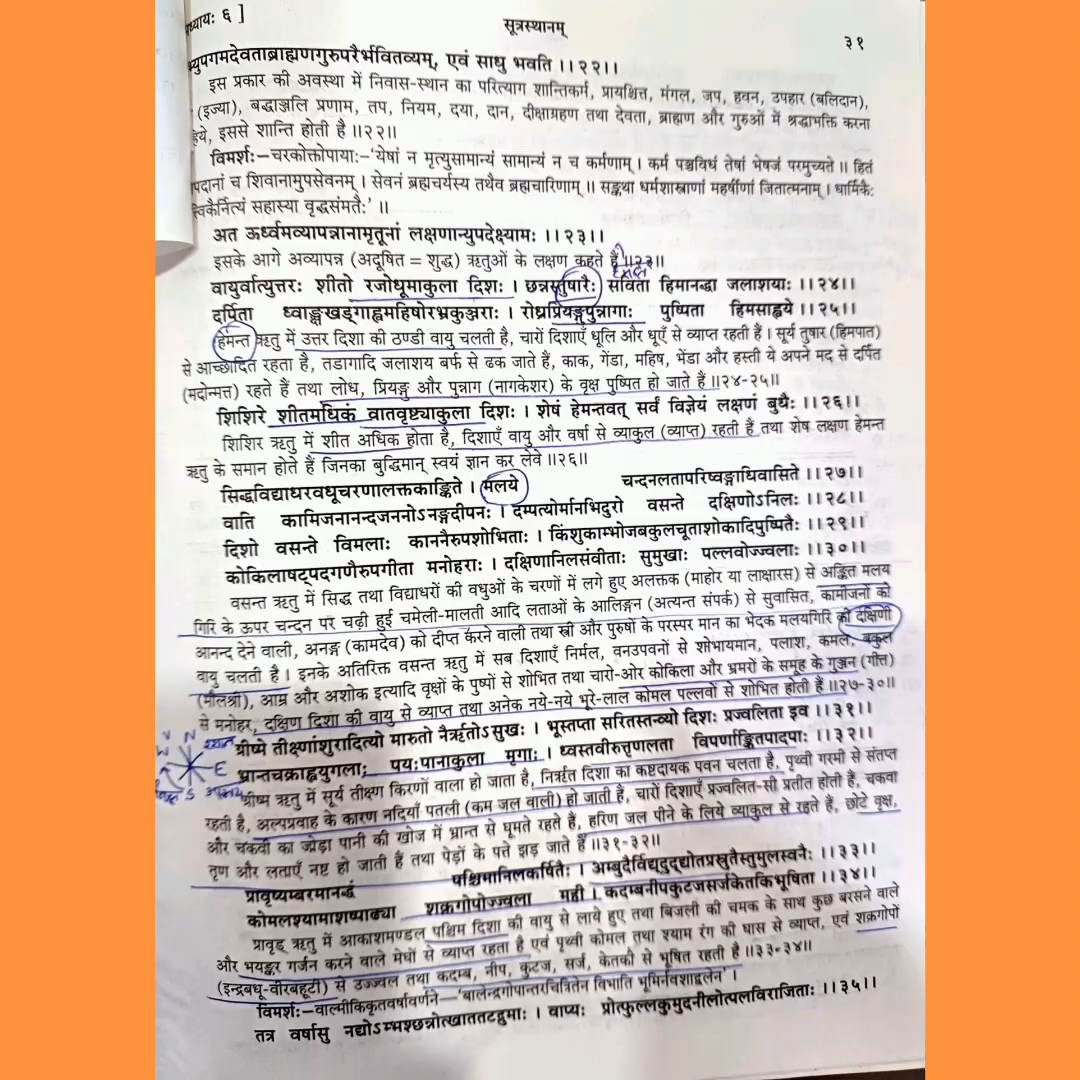 ध्यायः ६ ]
सूत्रस्थानम्
३१
भ्युपगमदेवताब्राह्मणगुरुपरैर्भवितव्यम्, एवं साधु भवति ।।२२।।
इस प्रकार की अवस्था में निवास-स्थान का परित्याग शान्तिकर्म, प्रायश्चित्त, मंगल, जप, हवन, उपहार (बलिदान),
(इज्या), बद्धाञ्जलि प्रणाम, तप, नियम, दया, दान, दीक्षाग्रहण तथा देवता, ब्राह्मण और गुरुओं में श्रद्धाभक्ति करना
हिये, इससे शान्ति होती है ॥२२॥
विमर्शः—चरकोक्तोपायाः—‘येषां न मृत्युसामान्यं सामान्यं न च कर्मणाम् । कर्म पञ्चविधं तेषां भेषजं परमुच्यते ॥ हितं
पदानां च शिवानामुपसेवनम् । सेवनं ब्रह्मचर्यस्य तथैव ब्रह्मचारिणाम् ॥ सङ्कथा धर्मशास्त्राणां महर्षीणां जितात्मनाम् । धार्मिकैः
त्त्विकैर्नित्यं सहास्या वृद्धसंमतैः’ ॥
अत ऊर्ध्वमव्यापन्नानामृतूनां लक्षणान्युपदेक्ष्यामः ।।२३।।
इसके आगे अव्यापन्न (अदूषित = शुद्ध) ऋतुओं के लक्षण कहते हैं ॥२३॥
वायुर्वात्युत्तरः शीतो रजोधूमाकुला दिशः । छन्नस्तुषारैः सविता हिमानद्धा जलाशयाः ।।२४।।
दर्पिता ध्वाङ्क्षखड्गाह्वमहिषोरभ्रकुञ्जराः । रोध्रप्रियङ्गुपुन्नागाः पुष्पिता हिमसाह्वये ।।२५।।
हेमन्त ऋतु में उत्तर दिशा की ठण्डी वायु चलती है, चारों दिशाएँ धूलि और धूएँ से व्याप्त रहती हैं । सूर्य तुषार (हिमपात)
से आच्छादित रहता है, तडागादि जलाशय बर्फ से ढक जाते हैं, काक, गेंडा, महिष, भेंडा और हस्ती ये अपने मद से दर्पित
(मदोन्मत्त) रहते हैं तथा लोध, प्रियङ्गु और पुन्नाग (नागकेशर) के वृक्ष पुष्पित हो जाते हैं ॥२४-२५॥
शिशिरे शीतमधिकं वातवृष्ट्याकुला दिशः । शेषं हेमन्तवत् सर्वं विज्ञेयं लक्षणं बुधैः ।।२६।।
शिशिर ऋतु में शीत अधिक होता है, दिशाएँ वायु और वर्षा से व्याकुल (व्याप्त) रहती हैं तथा शेष लक्षण हेमन्त
ऋतु के समान होते हैं जिनका बुद्धिमान् स्वयं ज्ञान कर लेवे ॥२६॥
सिद्धविद्याधरवधूचरणालक्तकाङ्किते । मलये चन्दनलतापरिष्वङ्गाधिवासिते ।।२७।।
वाति कामिजनानन्दजननोऽनङ्गदीपनः । दम्पत्योर्मानभिदुरो वसन्ते दक्षिणोऽनिलः ।।२८।।
दिशो वसन्ते विमलाः काननैरुपशोभिताः । किंशुकाम्भोजबकुलचूताशोकादिपुष्पितैः ।।२९।।
कोकिलाषट्पदगणैरुपगीता मनोहराः । दक्षिणानिलसंवीताः सुमुखाः पल्लवोज्ज्वलाः ।।३०।।
वसन्त ऋतु में सिद्ध तथा विद्याधरों की वधुओं के चरणों में लगे हुए अलक्तक (माहोर या लाक्षारस) से अङ्कित मलय
गिरि के ऊपर चन्दन पर चढ़ी हुई चमेली-मालती आदि लताओं के आलिङ्गन (अत्यन्त संपर्क) से सुवासित, कामीजनों को
आनन्द देने वाली, अनङ्ग (कामदेव) को दीप्त करने वाली तथा स्त्री और पुरुषों के परस्पर मान का भेदक मलयगिरि की दक्षिणी
वायु चलती है । इनके अतिरिक्त वसन्त ऋतु में सब दिशाएँ निर्मल, वनउपवनों से शोभायमान, पलाश, कमल, बकुल
(मौलश्री), आम्र और अशोक इत्यादि वृक्षों के पुष्पों से शोभित तथा चारो-ओर कोकिला और भ्रमरों के समूह के गुञ्जन (गीत)
से मनोहर, दक्षिण दिशा की वायु से व्याप्त तथा अनेक नये-नये भूरे-लाल कोमल पल्लवों से शोभित होती हैं ॥२७-३०॥
ग्रीष्मे तीक्ष्णांशुरादित्यो मारुतो नैर्ऋतोऽसुखः । भूस्तप्ता सरितस्तन्व्यो दिशः प्रज्वलिता इव ।।३१।।
भ्रान्तचक्राह्वयुगलाः पयःपानाकुला मृगाः । ध्वस्तवीरुत्तृणलता विपर्णाङ्कितपादपाः ।।३२।।
N
E
S
ग्रीष्म ऋतु में सूर्य तीक्ष्ण किरणों वाला हो जाता है, निर्ऋत दिशा का कष्टदायक पवन चलता है, पृथ्वी गरमी से संतप्त
रहती है, अल्पप्रवाह के कारण नदियाँ पतली (कम जल वाली) हो जाती हैं, चारों दिशाएँ प्रज्वलित-सी प्रतीत होती हैं, चकवा
और चकवी का जोड़ा पानी की खोज में भ्रान्त से घूमते रहते हैं, हरिण जल पीने के लिये व्याकुल से रहते हैं, छोटे वृक्ष,
तृण और लताएँ नष्ट हो जाती हैं तथा पेड़ों के पत्ते झड़ जाते हैं ॥३१-३२॥
प्रावृष्यम्बरमानद्धं पश्चिमानिलकर्षितैः । अम्बुदैर्विद्युदुद्द्योतप्रस्रुतैस्तुमुलस्वनैः ।।३३।।
कोमलश्यामाशष्पाढ्या शक्रगोपोज्ज्वला मही । कदम्बनीपकुटजसर्जकेतकिभूषिता ।।३४।।
प्रावृड् ऋतु में आकाशमण्डल पश्चिम दिशा की वायु से लाये हुए तथा बिजली की चमक के साथ कुछ बरसने वाले
और भयङ्कर गर्जन करने वाले मेघों से व्याप्त रहता है एवं पृथ्वी कोमल तथा श्याम रंग की घास से व्याप्त, एवं शक्रगोपों
(इन्द्रबधू-वीरबहूटी) से उज्ज्वल तथा कदम्ब, नीप, कुटज, सर्ज, केतकी से भूषित रहती है ॥३३-३४॥
विमर्शः—वाल्मीकिकृतवर्षावर्णने—‘बालेन्द्रगोपान्तरचित्रितेन विभाति भूमिर्नवशाद्वलेन’ ।
तत्र वर्षासु नद्योऽम्भश्छन्नोत्खाततटद्रुमाः । वाप्यः प्रोत्फुल्लकुमुदनीलोत्पलविराजिताः ।।३५।।